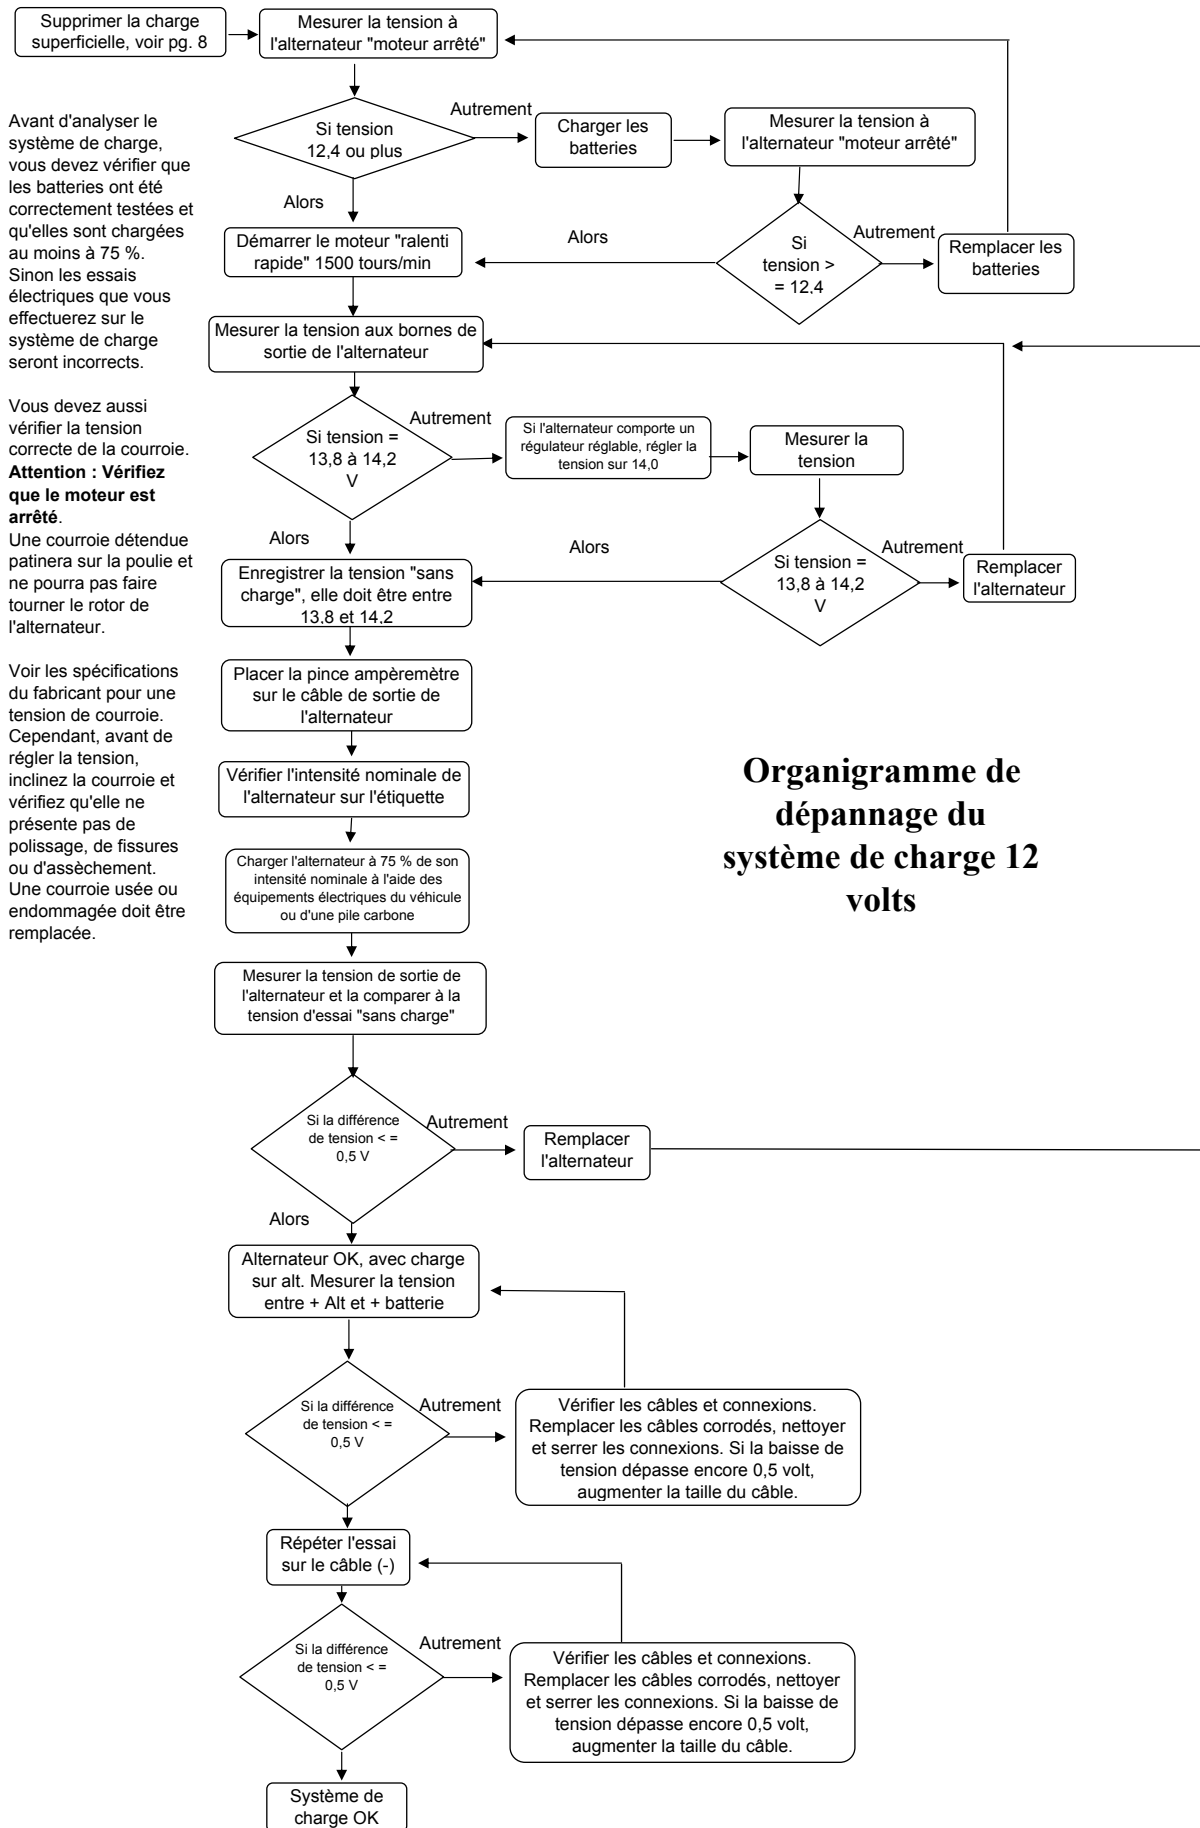 Supprimer la charge
superficielle, voir pg. 8
Mesurer la tension à
l'alternateur "moteur arrêté"
Avant d'analyser le
système de charge,
vous devez vérifier que
les batteries ont été
correctement testées et
qu'elles sont chargées
au moins à 75 %.
Sinon les essais
électriques que vous
effectuerez sur le
système de charge
seront incorrects.
Vous devez aussi
vérifier la tension
correcte de la courroie.
Attention : Vérifiez
que le moteur est
arrêté.
Une courroie détendue
patinera sur la poulie et
ne pourra pas faire
tourner le rotor de
l'alternateur.
Voir les spécifications
du fabricant pour une
tension de courroie.
Cependant, avant de
régler la tension,
inclinez la courroie et
vérifiez qu'elle ne
présente pas de
polissage, de fissures
ou d'assèchement.
Une courroie usée ou
endommagée doit être
remplacée.
Si tension
12,4 ou plus
Autrement
Charger les
batteries
Mesurer la tension à
l'alternateur "moteur arrêté"
Alors
Si
tension >
= 12,4
Autrement
Remplacer les
batteries
Alors
Démarrer le moteur "ralenti
rapide" 1500 tours/min
Mesurer la tension aux bornes de
sortie de l'alternateur
Si tension =
13,8 à 14,2
V
Autrement
Si l'alternateur comporte un
régulateur réglable, régler la
tension sur 14,0
Mesurer la
tension
Alors
Si tension =
13,8 à 14,2
V
Autrement
Remplacer
l'alternateur
Alors
Enregistrer la tension "sans
charge", elle doit être entre
13,8 et 14,2
Placer la pince ampèremètre
sur le câble de sortie de
l'alternateur
Vérifier l'intensité nominale de
l'alternateur sur l'étiquette
Charger l'alternateur à 75 % de son
intensité nominale à l'aide des
équipements électriques du véhicule
ou d'une pile carbone
Mesurer la tension de sortie de
l'alternateur et la comparer à la
tension d'essai "sans charge"
Organigramme de
dépannage du
système de charge 12
volts
Si la différence
de tension < =
0,5 V
Autrement
Remplacer
l'alternateur
Alors
Alternateur OK, avec charge
sur alt. Mesurer la tension
entre + Alt et + batterie
Si la différence
de tension < =
0,5 V
Autrement
Vérifier les câbles et connexions.
Remplacer les câbles corrodés, nettoyer
et serrer les connexions. Si la baisse de
tension dépasse encore 0,5 volt,
augmenter la taille du câble.
Répéter l'essai
sur le câble (-)
Si la différence
de tension < =
0,5 V
Autrement
Vérifier les câbles et connexions.
Remplacer les câbles corrodés, nettoyer
et serrer les connexions. Si la baisse de
tension dépasse encore 0,5 volt,
augmenter la taille du câble.
Système de
charge OK